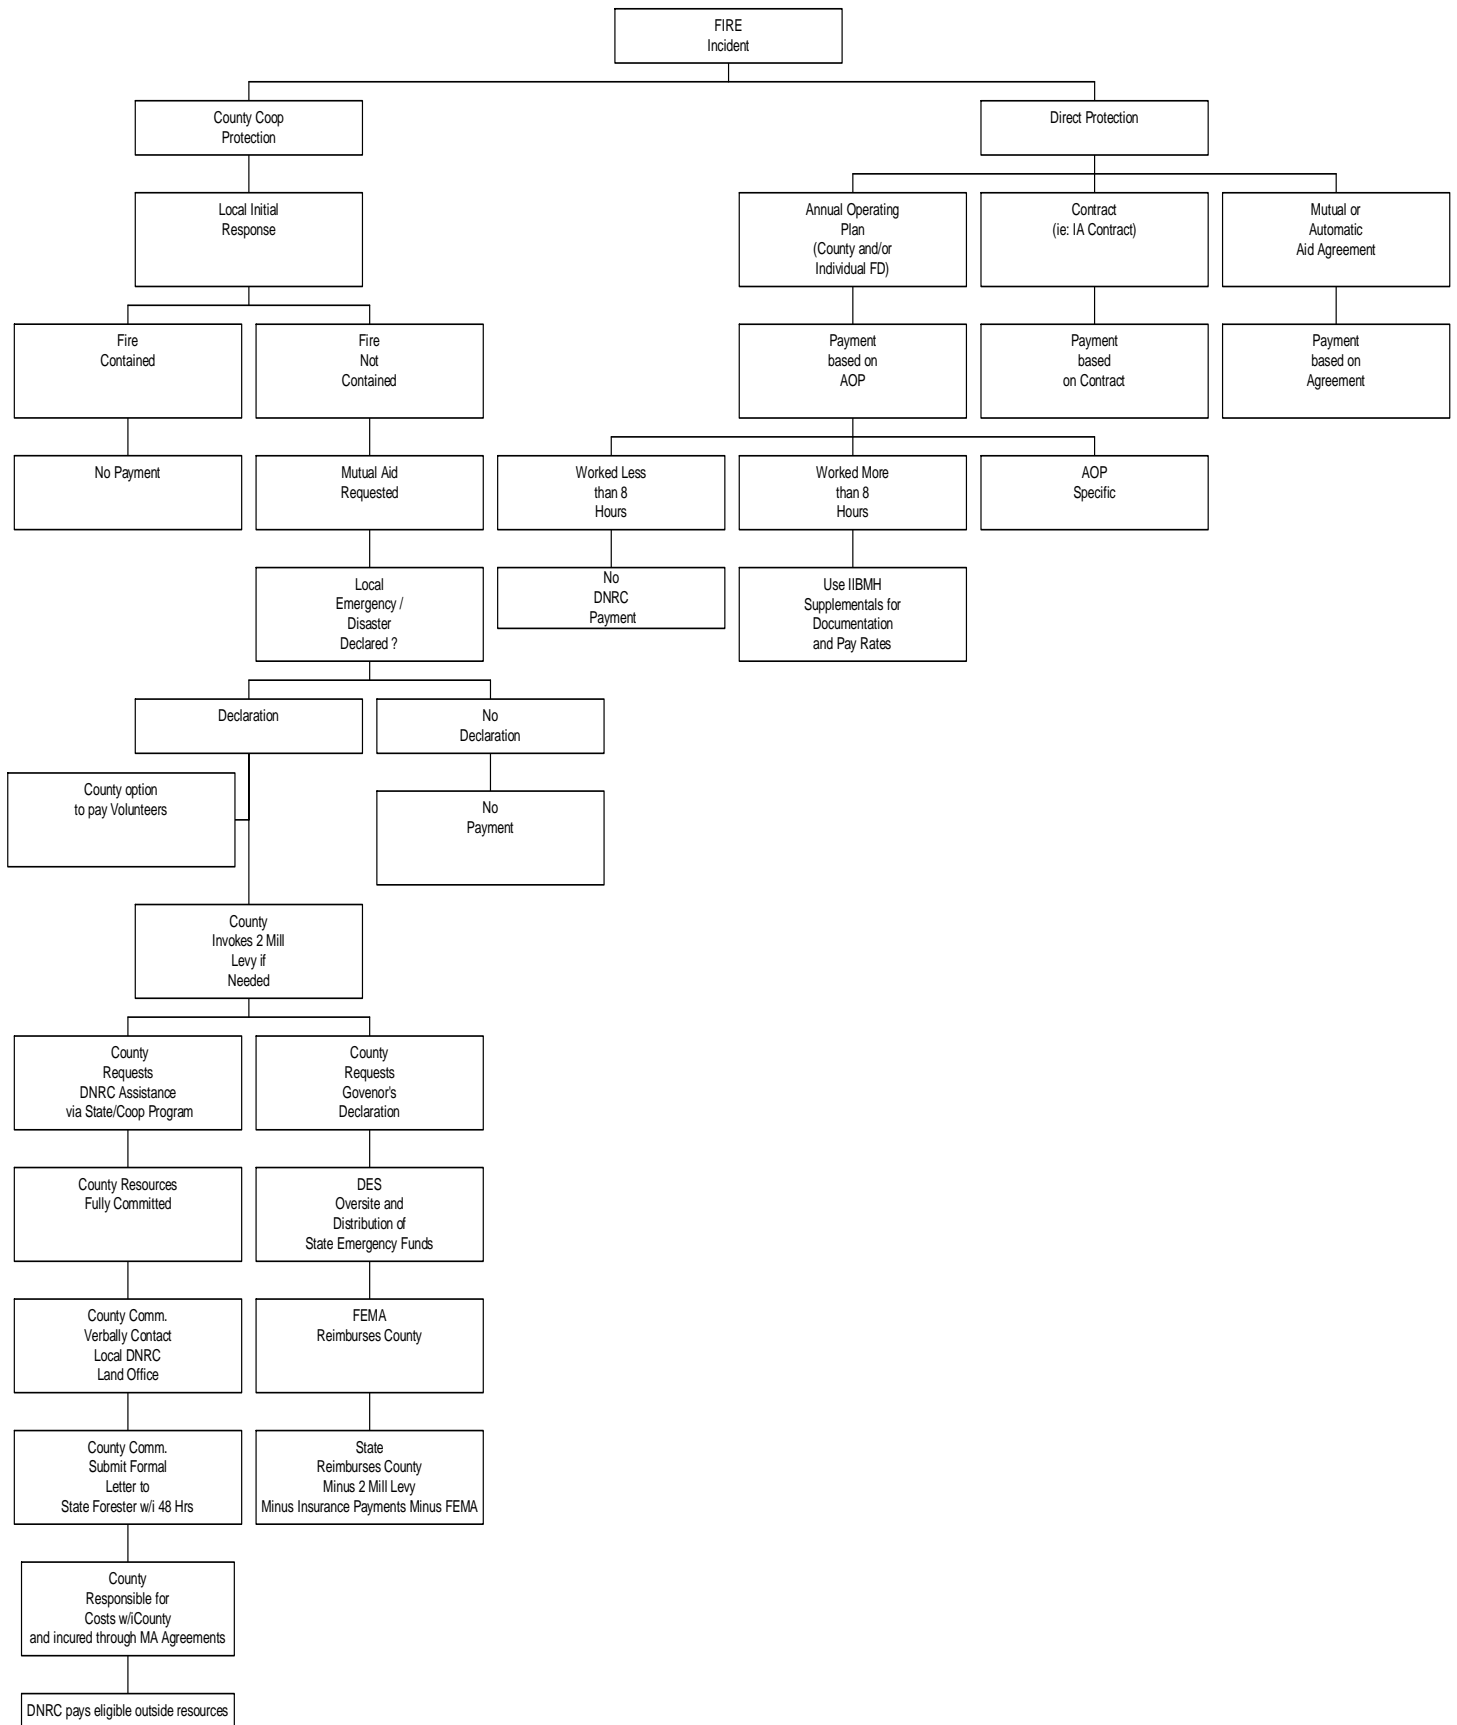 FIRE
Incident
County Coop
Protection
Direct Protection
Local Initial
Response
Annual Operating
Plan
(County and/or
Individual FD)
Contract
(ie: IA Contract)
Mutual or
Automatic
Aid Agreement
Fire
Contained
Fire
Not
Contained
Payment
based on
AOP
Payment
based
on Contract
Payment
based on
Agreement
No Payment
Mutual Aid
Requested
Worked Less
than 8
Hours
Worked More
than 8
Hours
AOP
Specific
Local
Emergency /
Disaster
Declared ?
No
DNRC
Payment
Use IIBMH
Supplementals for
Documentation
and Pay Rates
Declaration
No
Declaration
County option
to pay Volunteers
No
Payment
County
Invokes 2 Mill
Levy if
Needed
County
Requests
DNRC Assistance
via State/Coop Program
County
Requests
Govenor's
Declaration
County Resources
Fully Committed
DES
Oversite and
Distribution of
State Emergency Funds
County Comm.
Verbally Contact
Local DNRC
Land Office
FEMA
Reimburses County
County Comm.
Submit Formal
Letter to
State Forester w/i 48 Hrs
State
Reimburses County
Minus 2 Mill Levy
Minus Insurance Payments Minus FEMA
County
Responsible for
Costs w/iCounty
and incured through MA Agreements
DNRC pays eligible outside resources